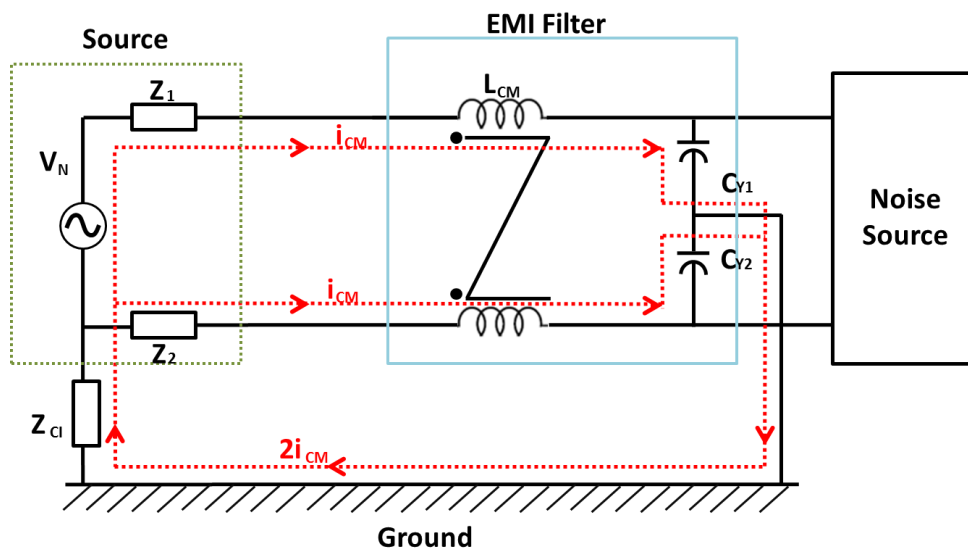 EMI Filter
Source
Z1
LCM
VN
iCM
CY1
Noise
Source
CY2
iCM
Z2
ZCI
2iCM
Ground